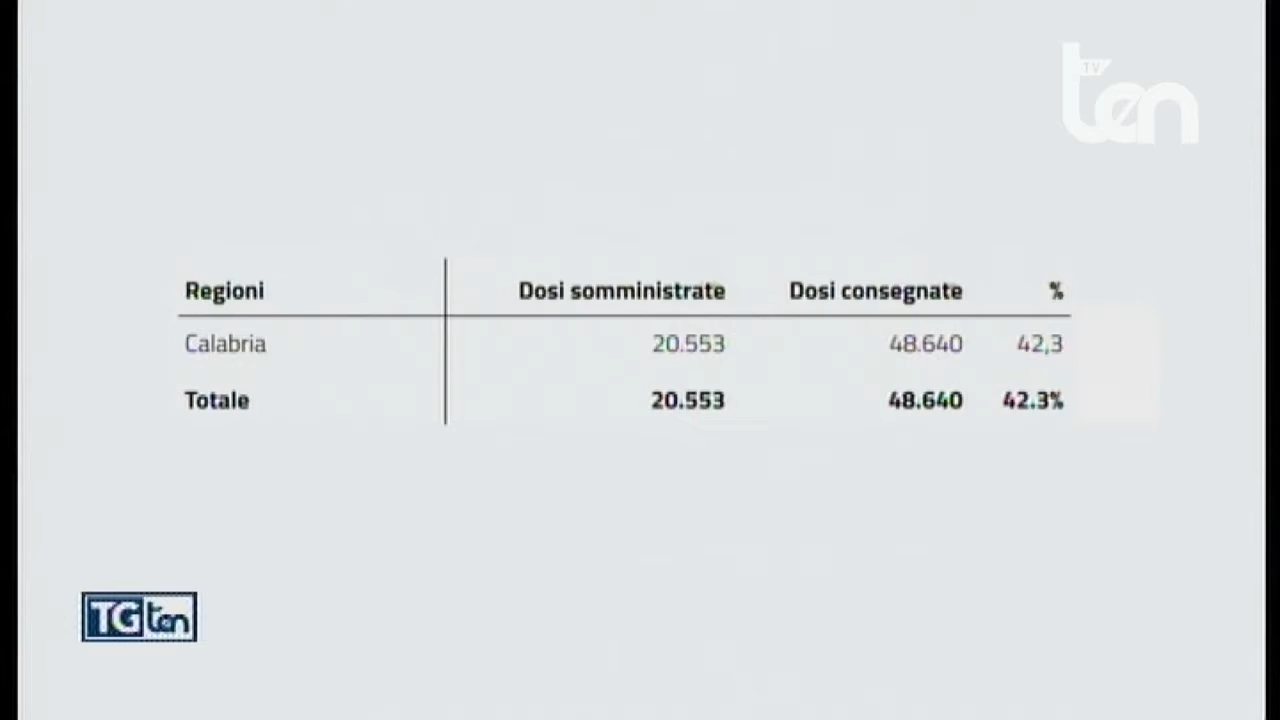 TV
ten
Regioni Dosi somministrate Dosi consegnate %
Calabria 20.553 48.640 42,3
Totale 20.553 48.640 42.3%
TG ten